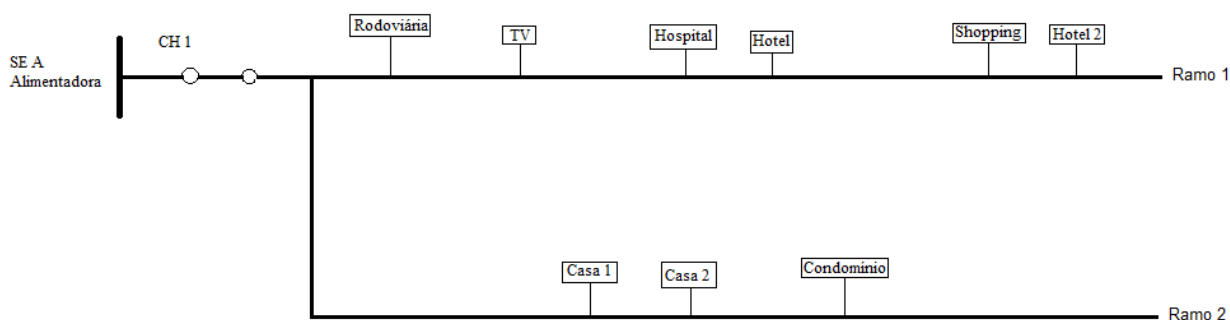 Rodoviária
TV
Hospital
Hotel
Shopping
Hotel 2
CH 1
SE A
Alimentadora
Ramo 1
Casa 1
Casa 2
Condomínio
Ramo 2